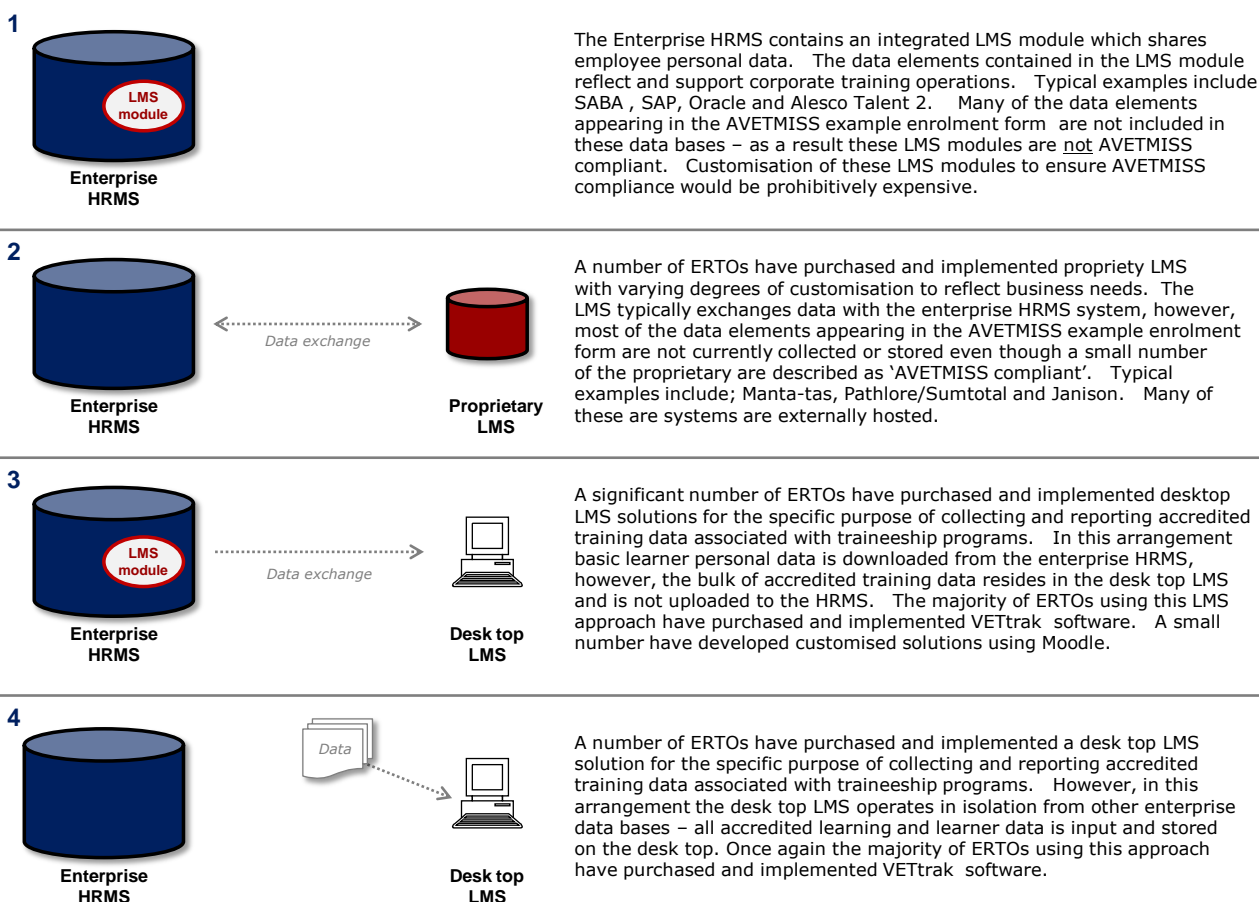 1
LMS
module
Enterprise
HRMS
The Enterprise HRMS contains an integrated LMS module which shares
employee personal data. The data elements contained in the LMS module
reflect and support corporate training operations. Typical examples include
SABA , SAP, Oracle and Alesco Talent 2. Many of the data elements
appearing in the AVETMISS example enrolment form are not included in
these data bases – as a result these LMS modules are not AVETMISS
compliant. Customisation of these LMS modules to ensure AVETMISS
compliance would be prohibitively expensive.
2
Data exchange
Enterprise
HRMS
Proprietary
LMS
A number of ERTOs have purchased and implemented propriety LMS
with varying degrees of customisation to reflect business needs. The
LMS typically exchanges data with the enterprise HRMS system, however,
most of the data elements appearing in the AVETMISS example enrolment
form are not currently collected or stored even though a small number
of the proprietary are described as ‘AVETMISS compliant’. Typical
examples include; Manta-tas, Pathlore/Sumtotal and Janison. Many of
these are systems are externally hosted.
3
LMS
module
Data exchange
Enterprise
HRMS
Desk top
LMS
A significant number of ERTOs have purchased and implemented desktop
LMS solutions for the specific purpose of collecting and reporting accredited
training data associated with traineeship programs. In this arrangement
basic learner personal data is downloaded from the enterprise HRMS,
however, the bulk of accredited training data resides in the desk top LMS
and is not uploaded to the HRMS. The majority of ERTOs using this LMS
approach have purchased and implemented VETtrak software. A small
number have developed customised solutions using Moodle.
4
Data
Enterprise
HRMS
Desk top
LMS
A number of ERTOs have purchased and implemented a desk top LMS
solution for the specific purpose of collecting and reporting accredited
training data associated with traineeship programs. However, in this
arrangement the desk top LMS operates in isolation from other enterprise
data bases – all accredited learning and learner data is input and stored
on the desk top. Once again the majority of ERTOs using this approach
have purchased and implemented VETtrak software.